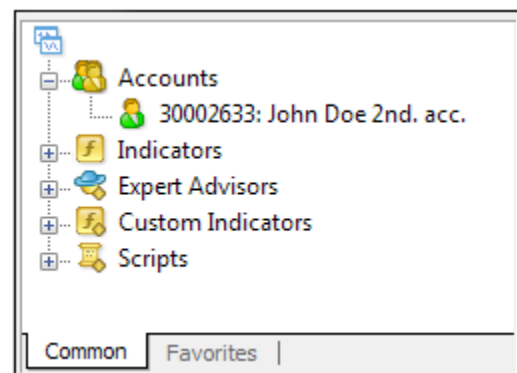 Accounts
30002633: John Doe 2nd. acc.
Indicators
Expert Advisors
Custom Indicators
Scripts
Common Favorites